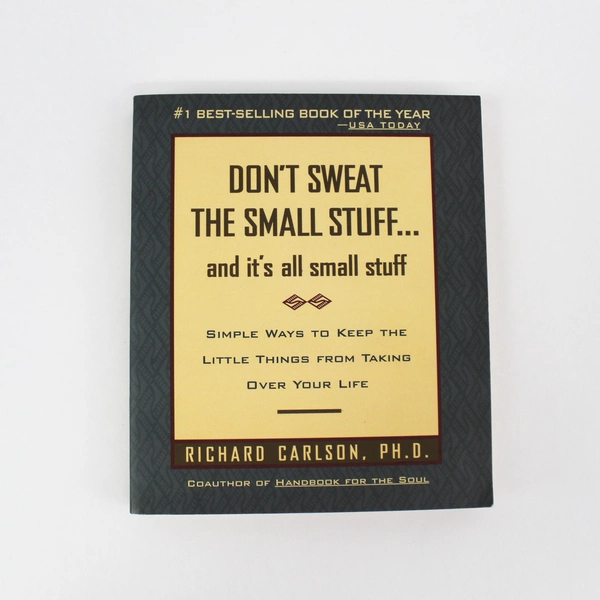 #1 BEST-SELLING BOOK OF THE YEAR
—USA TODAY
DON'T SWEAT
THE SMALL STUFF...
and it's all small stuff
SIMPLE WAYS TO KEEP THE
LITTLE THINGS FROM TAKING
OVER YOUR LIFE
RICHARD CARLSON, PH.D.
COAUTHOR OF HANDBOOK FOR THE SOUL